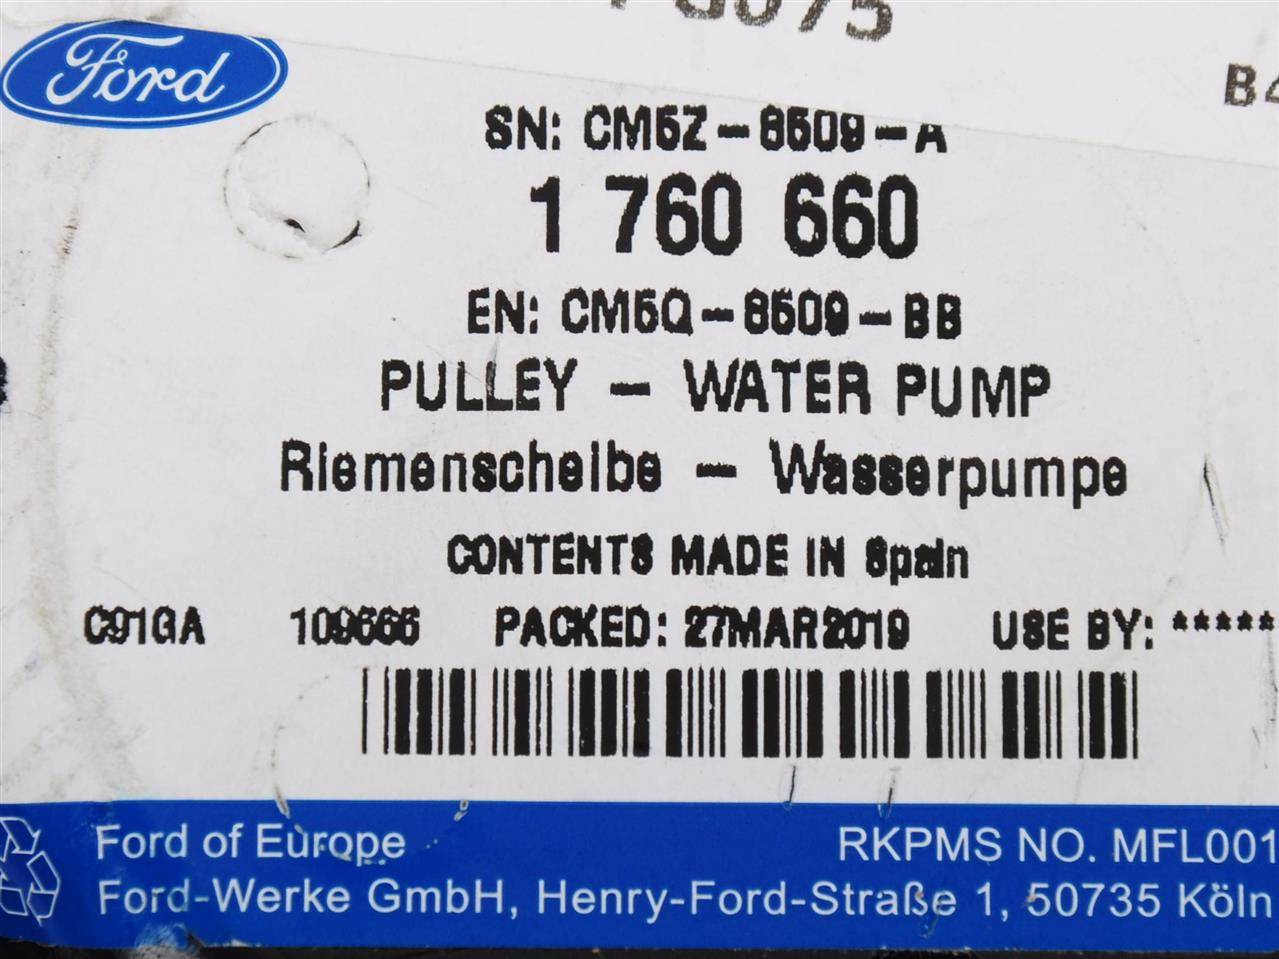 Ford
SN: CM5Z-8509-A
1 760 660
EN: CM5Q-8509-BB
PULLEY - WATER PUMP
Riemenscheibe - Wasserpumpe
CONTENTS MADE IN Spain
C91GA 109666 PACKED: 27MAR2019 USE BY: *****
Ford of Europe RKPMS NO. MFL001
Ford-Werke GmbH, Henry-Ford-Straße 1, 50735 Köln